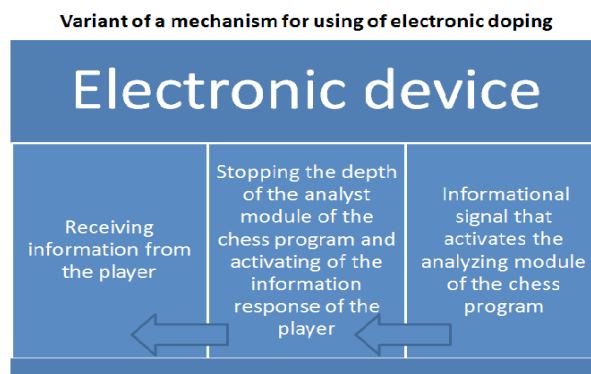 Variant of a mechanism for using of electronic doping
Electronic device
Receiving
information from
the player
Stopping the depth
of the analyst
module of the
chess program and
activating of the
information
response of the
player
Informational
signal that
activates the
analyzing module
of the chess
program